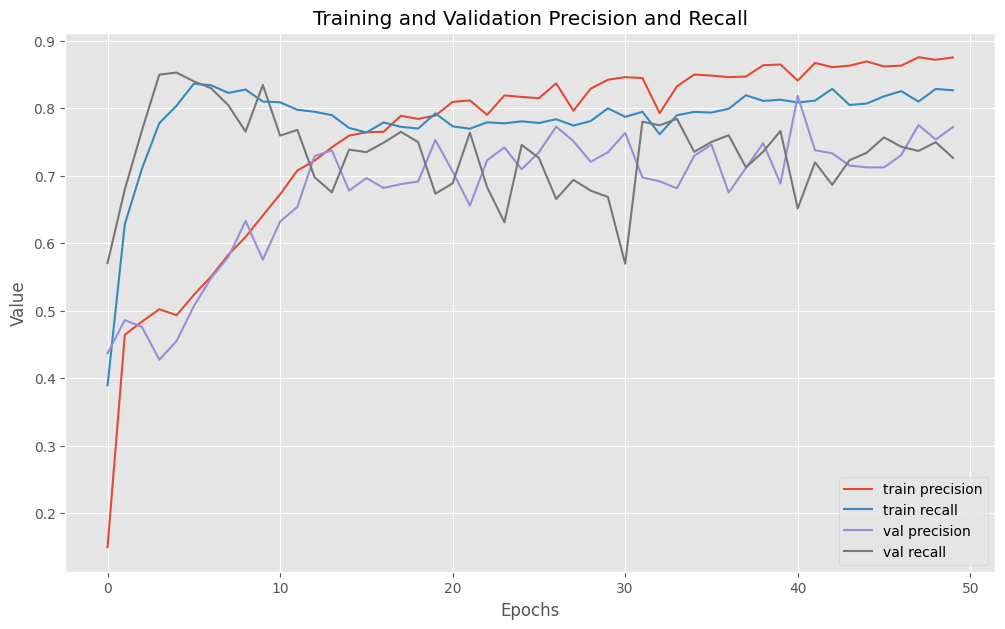 Training and Validation Precision and Recall
0.9
0.8
0.7
0.6
0.5
0.4
0.3
0.2
Value
0
10
20
30
40
50
Epochs
train precision
train recall
val precision
val recall